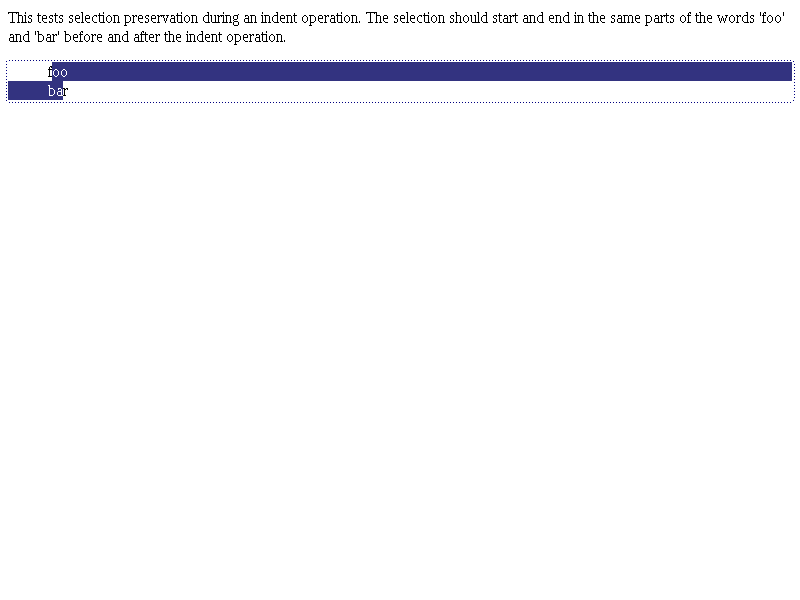 This tests selection preservation during an indent operation. The selection should start and end in the same parts of the words 'foo'
and 'bar' before and after the indent operation.
foo
bar